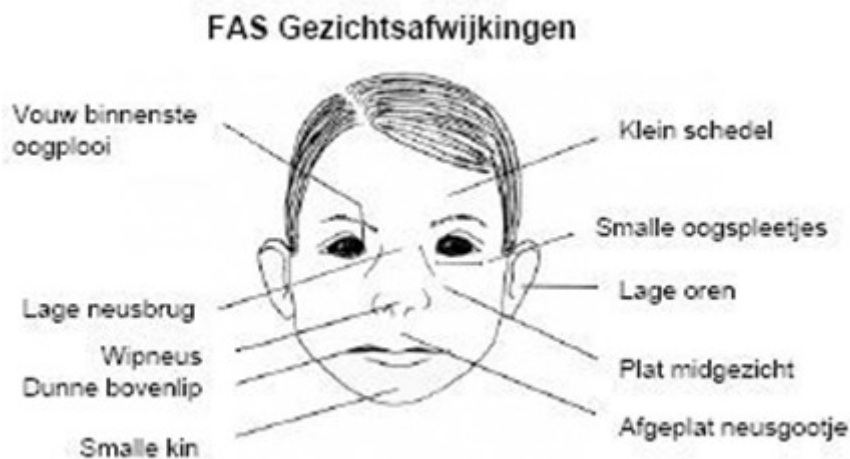 FAS Gezichtsafwijkingen
Vouw binnenste
oogplooi
Klein schedel
Smalle oogspleetjes
Lage oren
Lage neusbrug
Wipneus
Dunne bovenlip
Plat midgezicht
Afgeplat neusgootje
Smalle kin